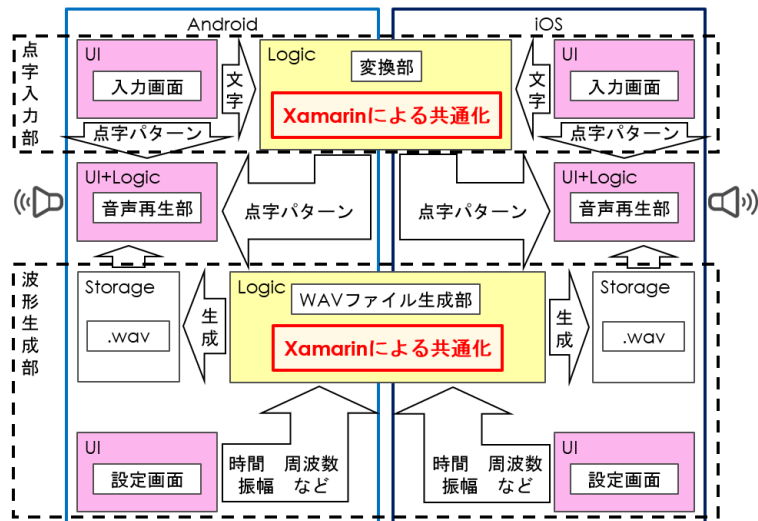 Android
iOS
点字入力部
UI
入力画面
文字
Logic
変換部
Xamarinによる共通化
文字
UI
入力画面
点字パターン
点字パターン
UI+Logic
音声再生部
点字パターン
点字パターン
UI+Logic
音声再生部
波形生成部
Storage
.wav
生成
Logic
WAVファイル生成部
Xamarinによる共通化
生成
Storage
.wav
UI
設定画面
時間 周波数
振幅 など
時間 周波数
振幅 など
UI
設定画面